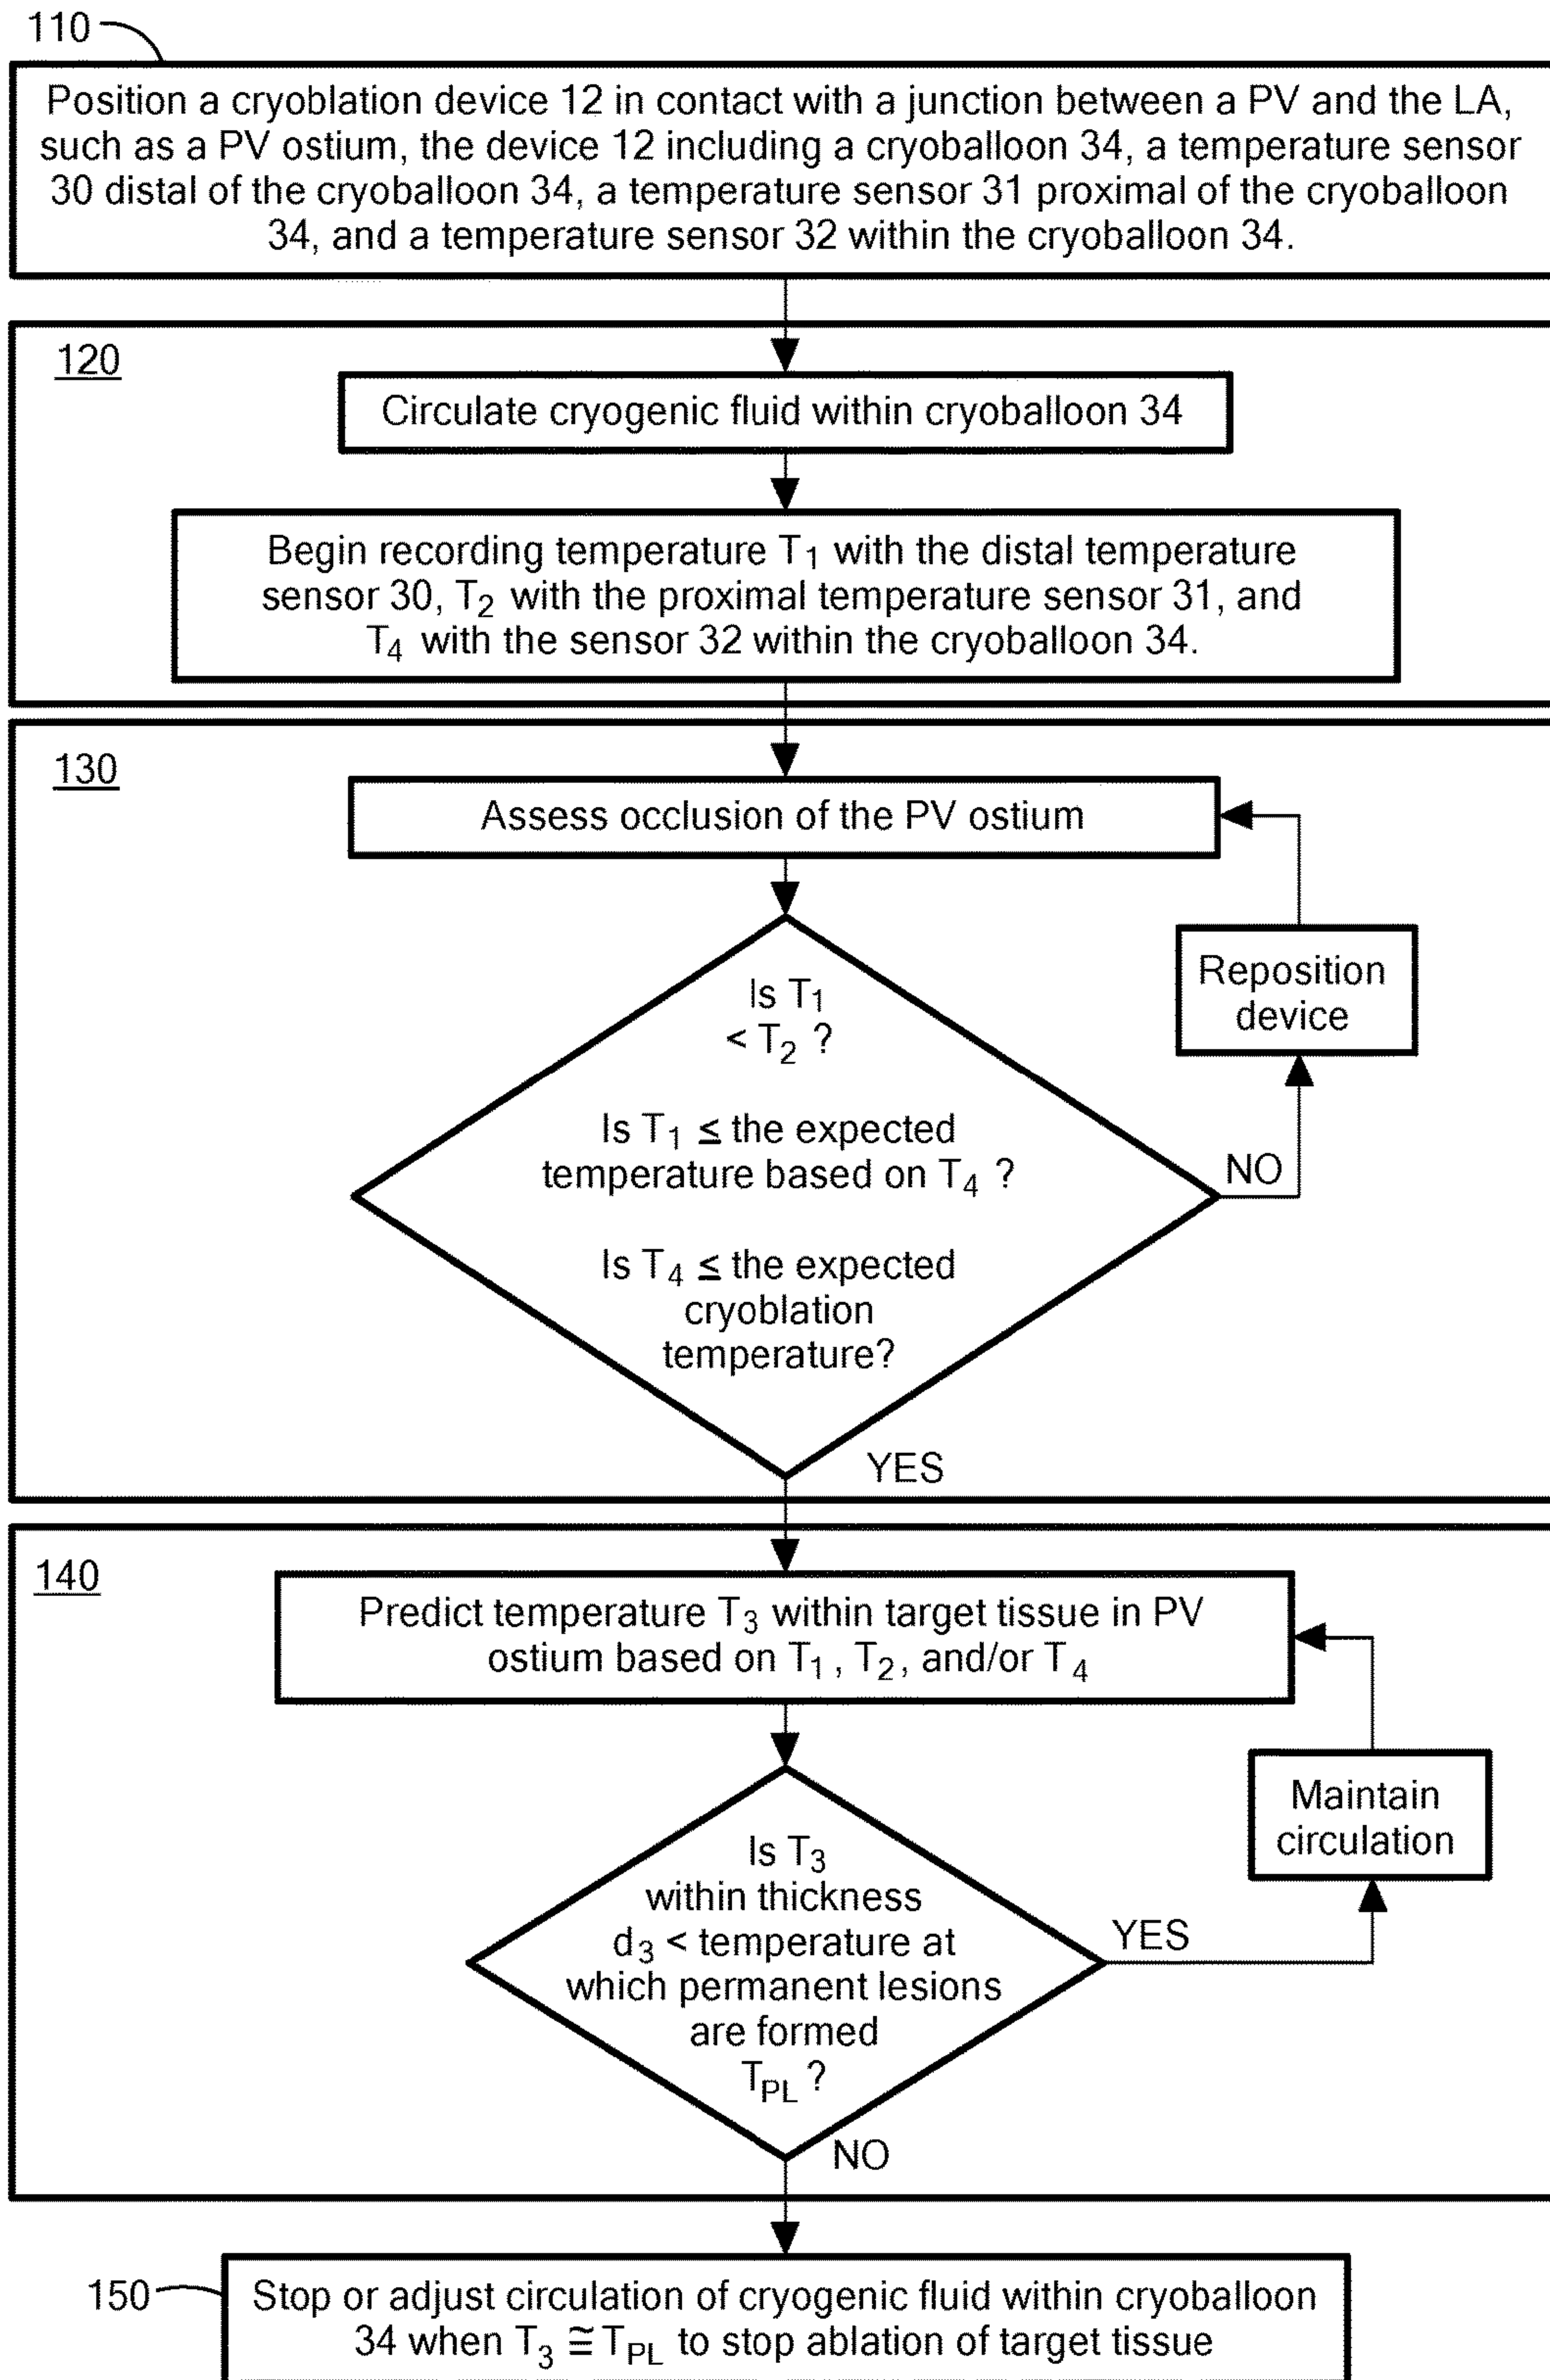 110
Position a cryoblation device 12 in contact with a junction between a PV and the LA,
such as a PV ostium, the device 12 including a cryoballoon 34, a temperature sensor
30 distal of the cryoballoon 34, a temperature sensor 31 proximal of the cryoballoon
34, and a temperature sensor 32 within the cryoballoon 34.
120
Circulate cryogenic fluid within cryoballoon 34
Begin recording temperature T1 with the distal temperature
sensor 30, T2 with the proximal temperature sensor 31, and
T4 with the sensor 32 within the cryoballoon 34.
130
Assess occlusion of the PV ostium
Reposition
device
Is T1
< T2 ?
Is T1 ≤ the expected
temperature based on T4 ?
NO
Is T4 ≤ the expected
cryoblation
temperature?
YES
140
Predict temperature T3 within target tissue in PV
ostium based on T1 , T2, and/or T4
Maintain
circulation
Is T3
within thickness
d3 < temperature at
which permanent lesions
are formed
TPL ?
YES
NO
150
Stop or adjust circulation of cryogenic fluid within cryoballoon
34 when T3 ≅ TPL to stop ablation of target tissue